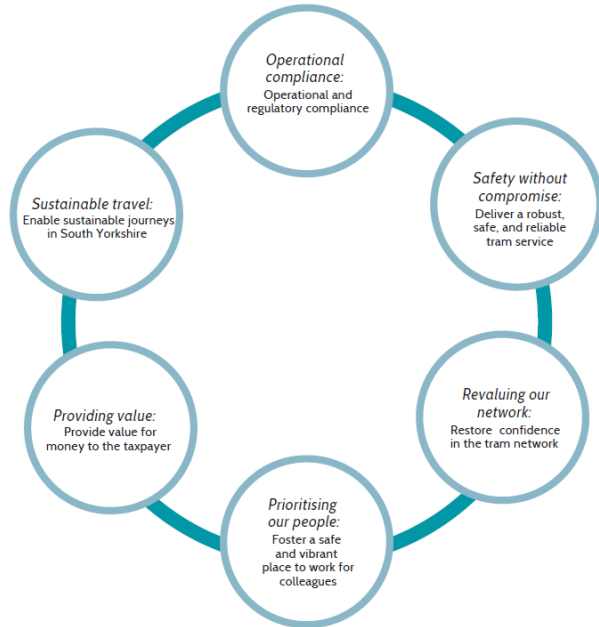 Operational
compliance:
Operational and
regulatory compliance
Safety without
compromise:
Deliver a robust,
safe, and reliable
tram service
Revaluing our
network:
Restore confidence
in the tram network
Prioritising
our people:
Foster a safe
and vibrant
place to work for
colleagues
Providing value:
Provide value for
money to the taxpayer
Sustainable travel:
Enable sustainable journeys
in South Yorkshire